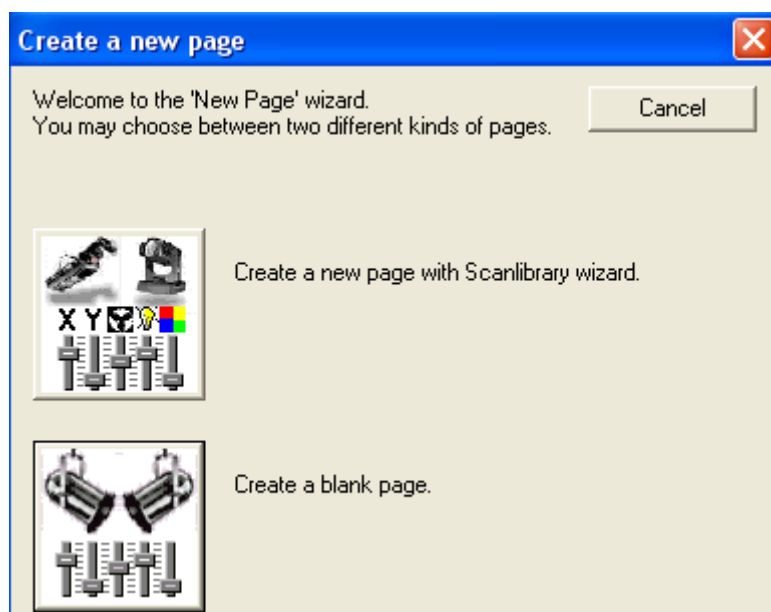 Create a new page
Welcome to the 'New Page' wizard.
You may choose between two different kinds of pages.
Cancel
Create a new page with Scanlibrary wizard.
X Y
Create a blank page.